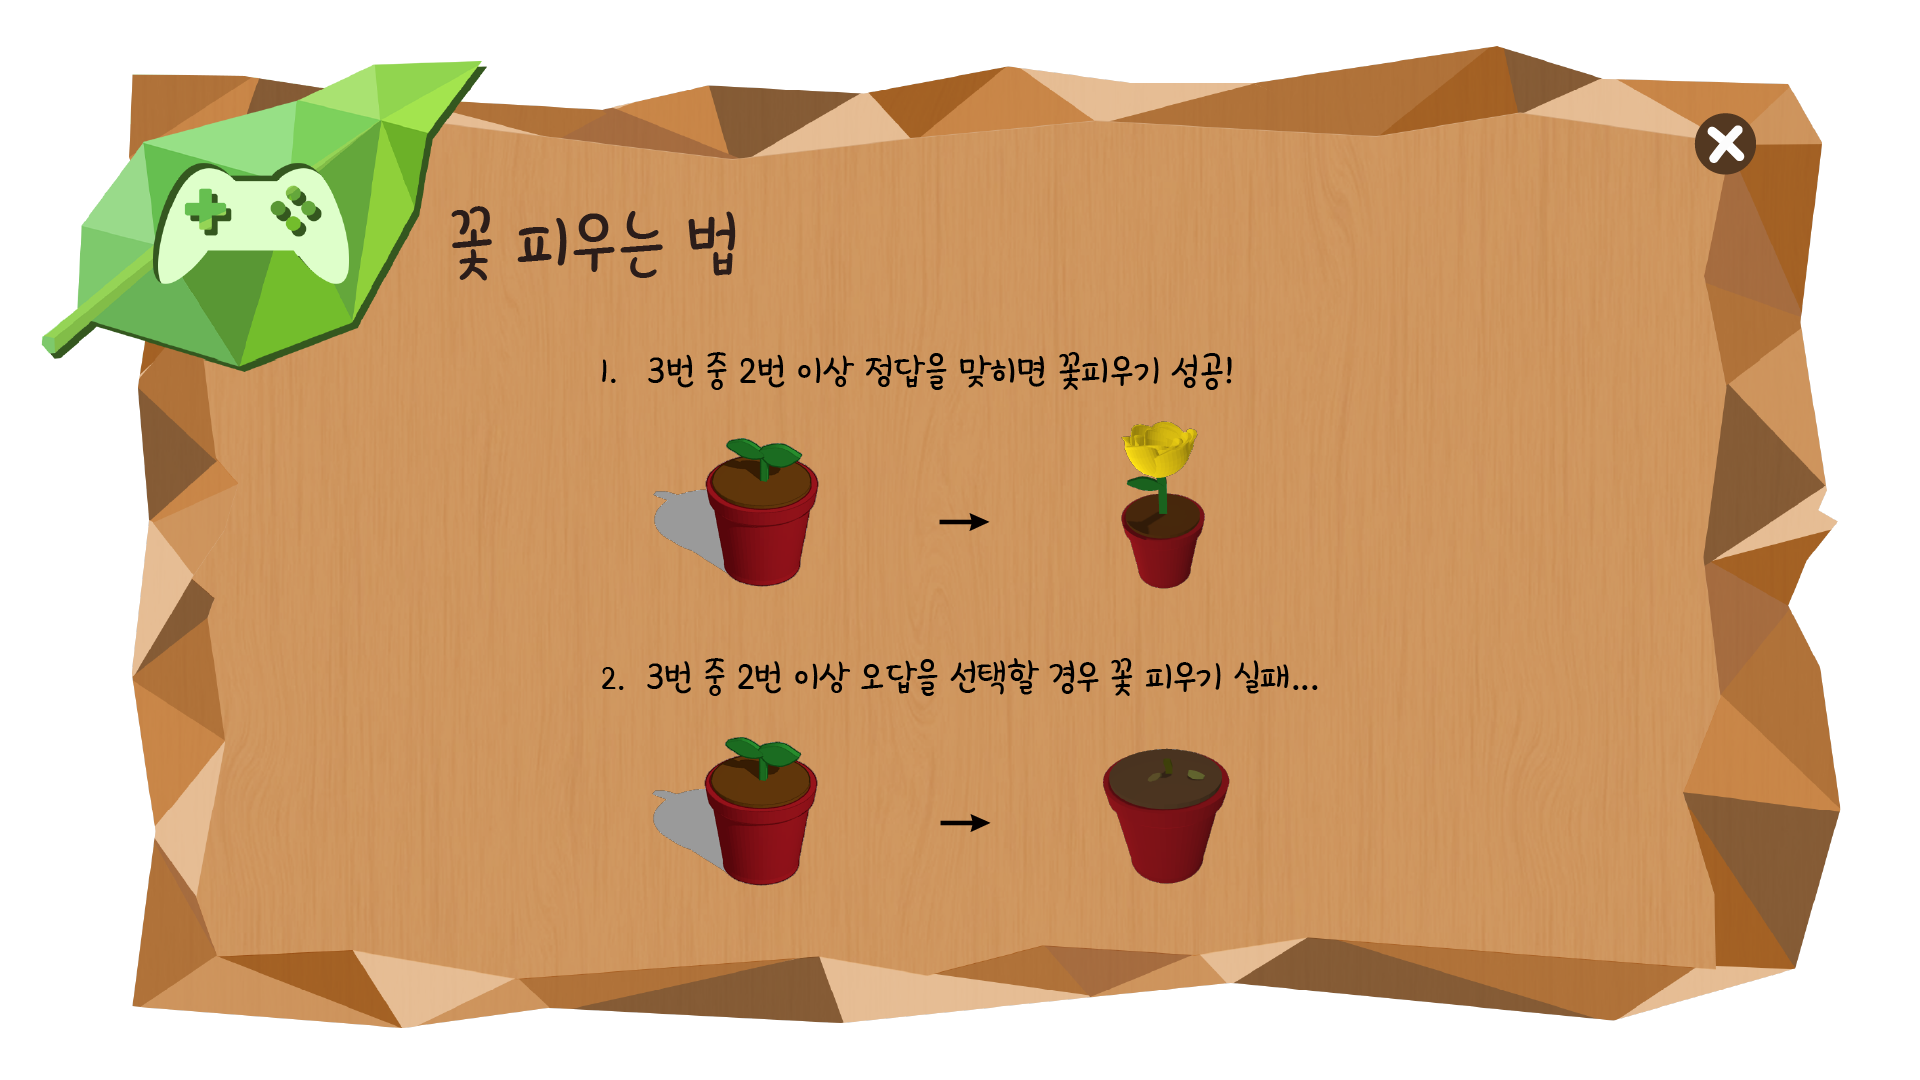 꽃 피우는 법
1. 3번 중 2번 이상 정답을 맞히면 꽃피우기 성공!
2. 3번 중 2번 이상 오답을 선택할 경우 꽃 피우기 실패...